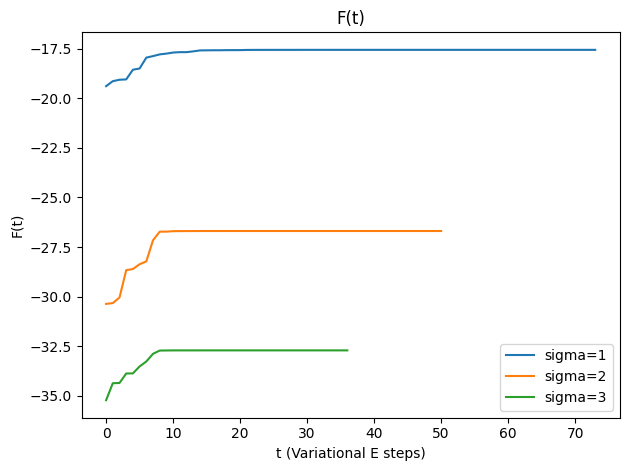 F(t)
F(t)
−17.5
−20.0
−22.5
−25.0
−27.5
−30.0
−32.5
−35.0
0 10 20 30 40 50 60 70
t (Variational E steps)
sigma=1
sigma=2
sigma=3